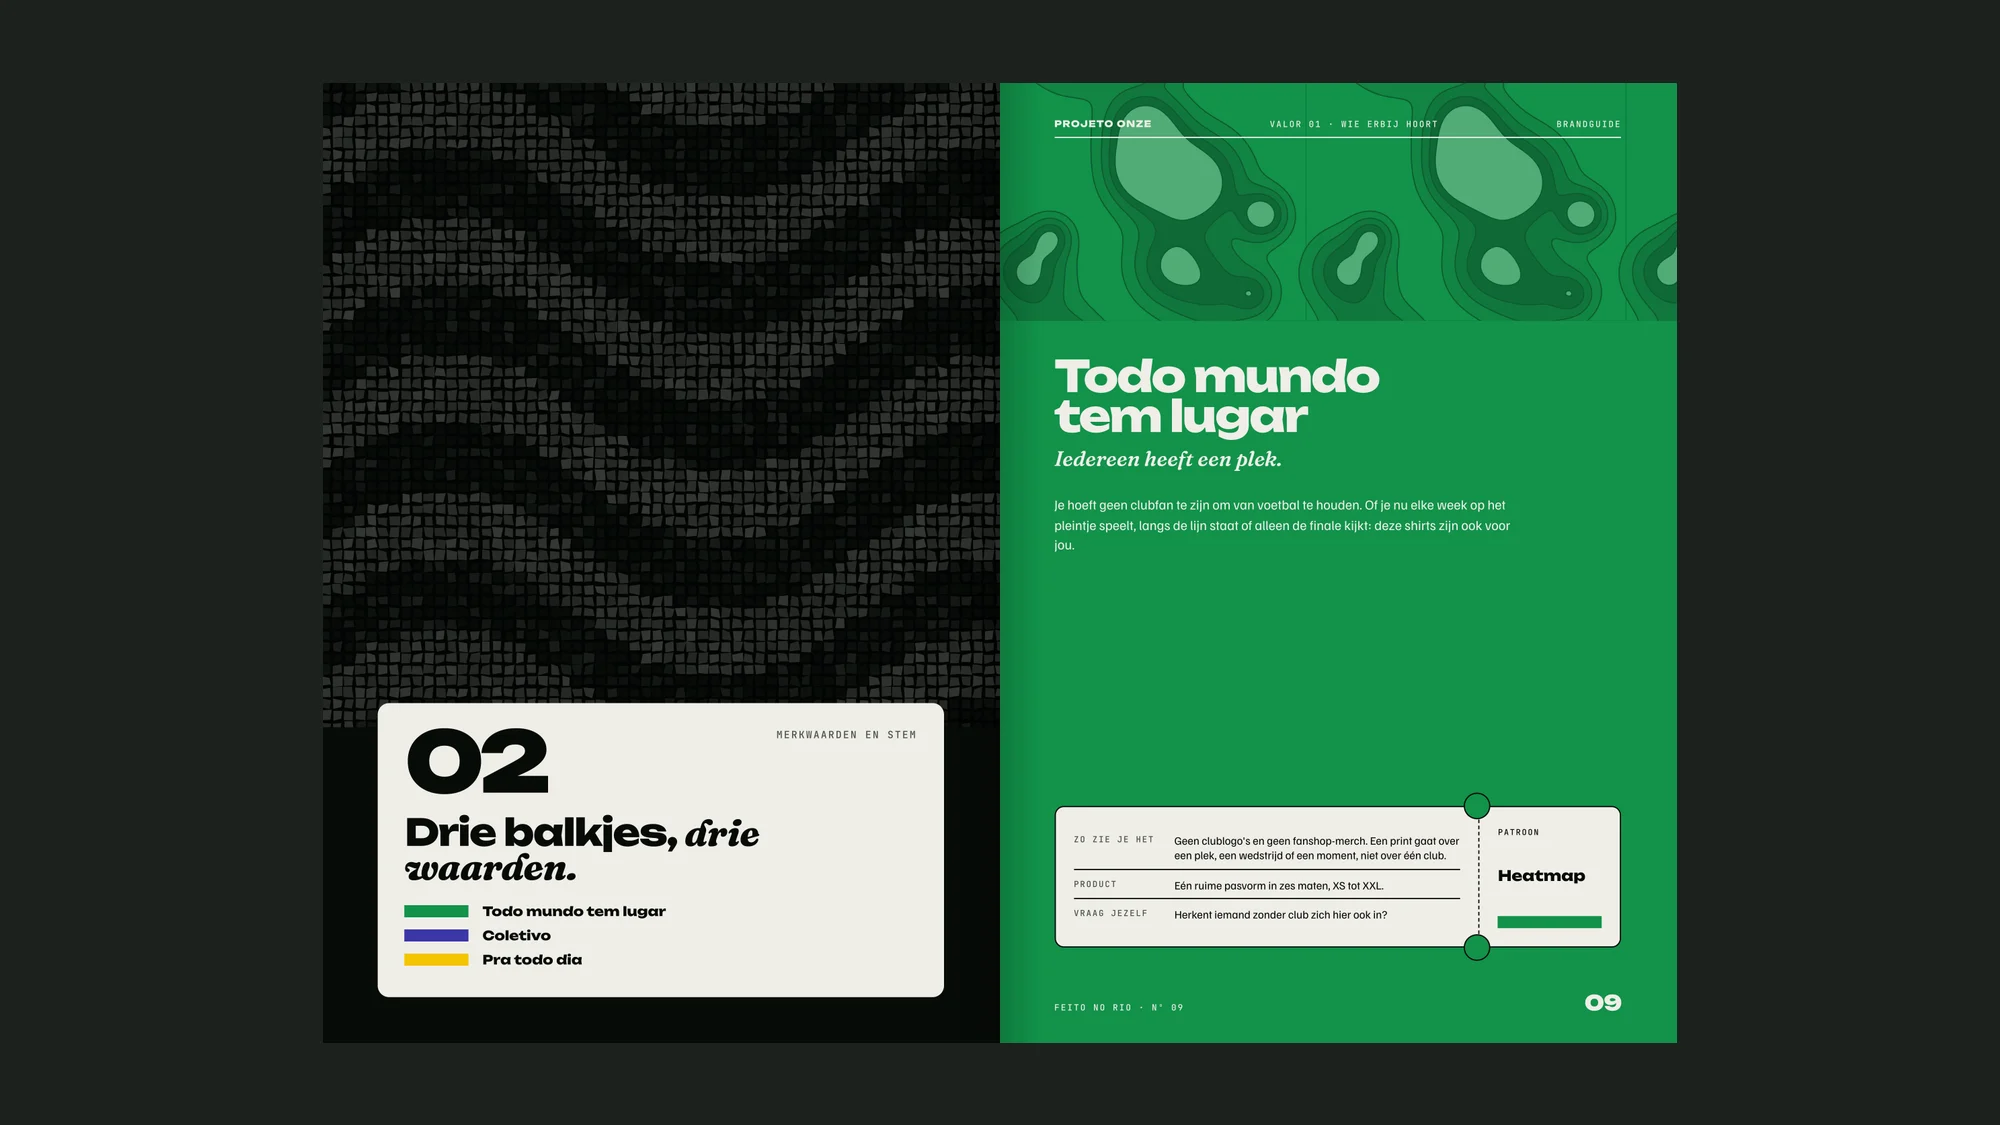 02
MERKWAARDEN EN STEM
Drie balkjes, drie
waarden.
Todo mundo tem lugar
Coletivo
Pra todo dia
PROJETO ONZE
VALOR 01 · WIE ERBIJ HOORT
BRANDGUIDE
Todo mundo
tem lugar
Iedereen heeft een plek.
Je hoeft geen clubfan te zijn om van voetbal te houden. Of je nu elke week op het
pleintje speelt, langs de lijn staat of alleen de finale kijkt: deze shirts zijn ook voor
jou.
ZO ZIE JE HET
Geen clublogo's en geen fanshop-merch. Een print gaat over
een plek, een wedstrijd of een moment, niet over één club.
PRODUCT
Eén ruime pasvorm in zes maten, XS tot XXL.
VRAAG JEZELF
Herkent iemand zonder club zich hier ook in?
PATROON
Heatmap
FEITO NO RIO · N° 09
09